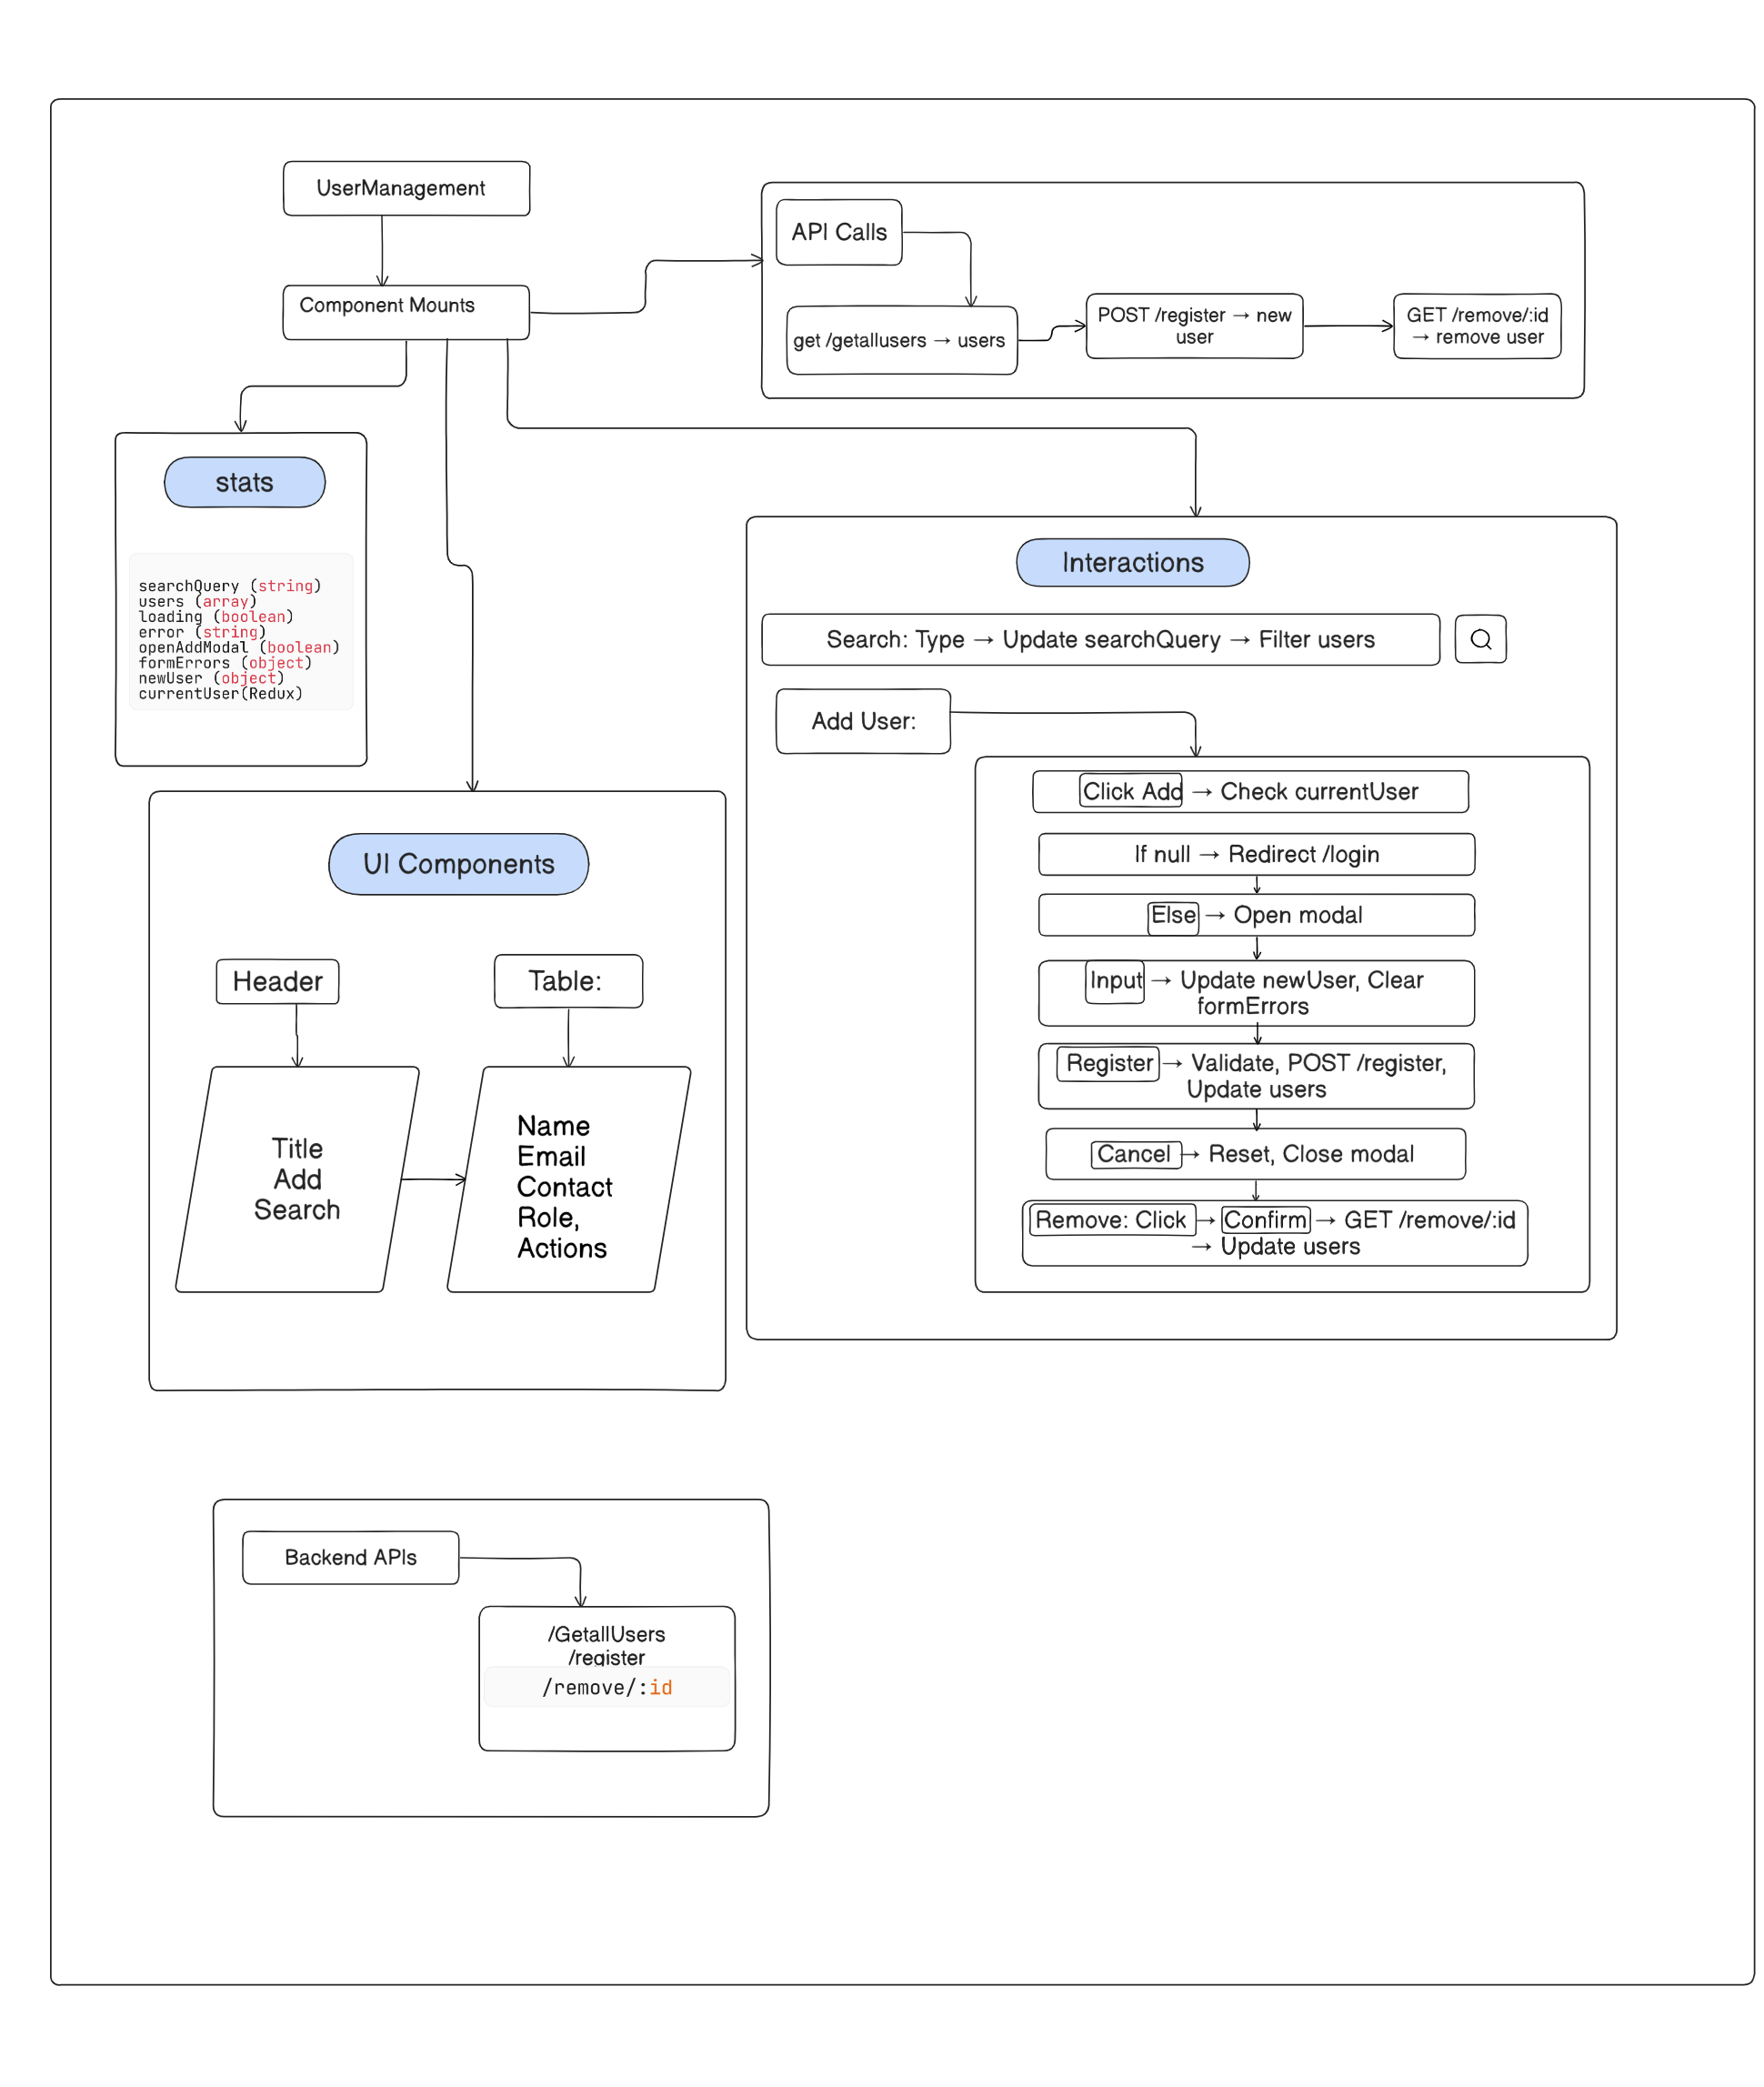 UserManagement
Component Mounts
API Calls
get /getallusers → users
POST /register → new
user
GET /remove/:id
→ remove user
stats
searchQuery (string)
users (array)
loading (boolean)
error (string)
openAddModal (boolean)
formErrors (object)
newUser (object)
currentUser(Redux)
Interactions
Search: Type → Update searchQuery → Filter users
Add User:
Click Add → Check currentUser
If null → Redirect /login
Else → Open modal
Input → Update newUser, Clear
formErrors
Register → Validate, POST /register,
Update users
Cancel → Reset, Close modal
Remove: Click → Confirm → GET /remove/:id
→ Update users
UI Components
Header
Table:
Title
Add
Search
Name
Email
Contact
Role,
Actions
Backend APIs
/GetallUsers
/register
/remove/:id